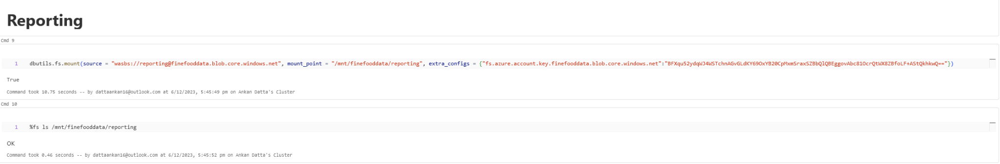 Reporting
Cmd 9
1 dbutils.fs.mount(source = "wasbs://reporting@finefooddata.blob.core.windows.net", mount_point = "/mnt/finefooddata/reporting", extra_configs = {"fs.azure.account.key.finefooddata.blob.core.windows.net":"BFXqu52ydqWJ4WSTchnAGvGLdKY69OxYB20CpMxmSraxSZBbQlQBEggovAbc81OcrQtWX8ZBfoLF+AStQkhkwQ=="})
True
Command took 10.75 seconds -- by dattaankan16@outlook.com at 6/12/2023, 5:45:49 pm on Ankan Datta's Cluster
Cmd 10
1 %fs ls /mnt/finefooddata/reporting
OK
Command took 0.46 seconds -- by dattaankan16@outlook.com at 6/12/2023, 5:45:52 pm on Ankan Datta's Cluster